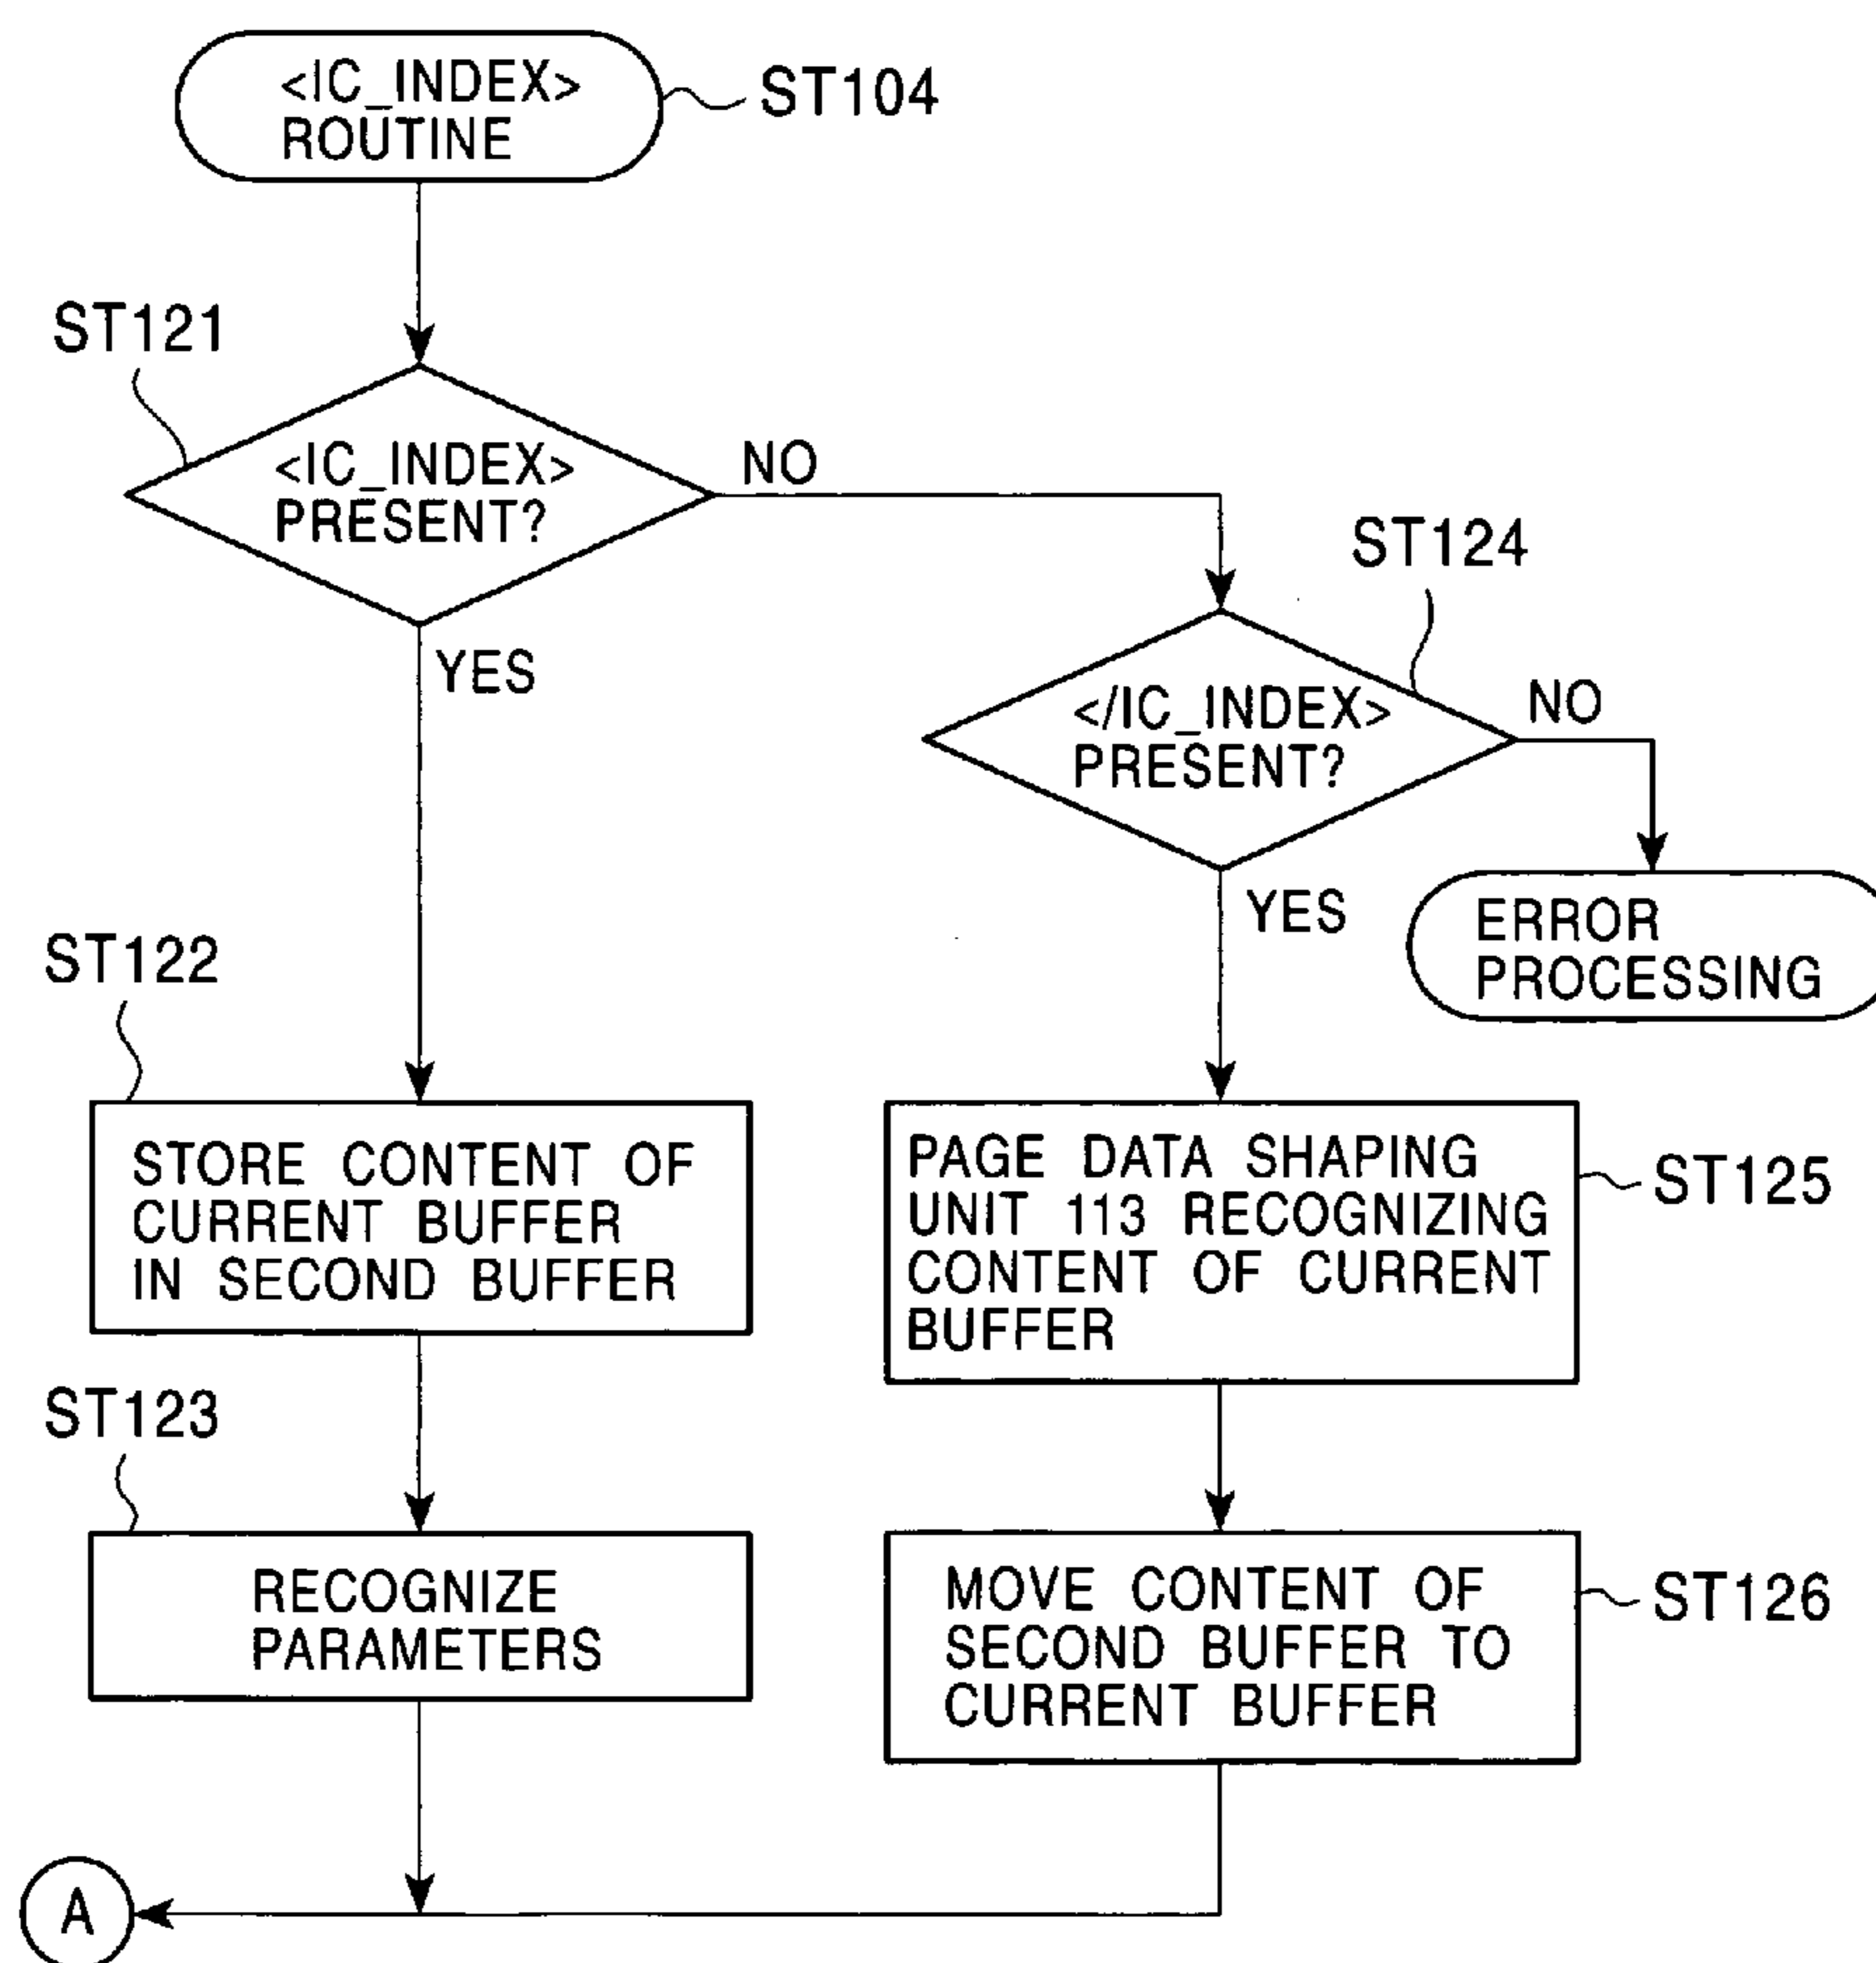 <IC_INDEX>
ROUTINE
ST104
ST121
<IC_INDEX>
PRESENT?
NO
YES
ST124
</IC_INDEX>
PRESENT?
NO
YES
ERROR
PROCESSING
ST122
STORE CONTENT OF
CURRENT BUFFER
IN SECOND BUFFER
PAGE DATA SHAPING
UNIT 113 RECOGNIZING
CONTENT OF CURRENT
BUFFER
ST125
ST123
RECOGNIZE
PARAMETERS
MOVE CONTENT OF
SECOND BUFFER TO
CURRENT BUFFER
ST126
A